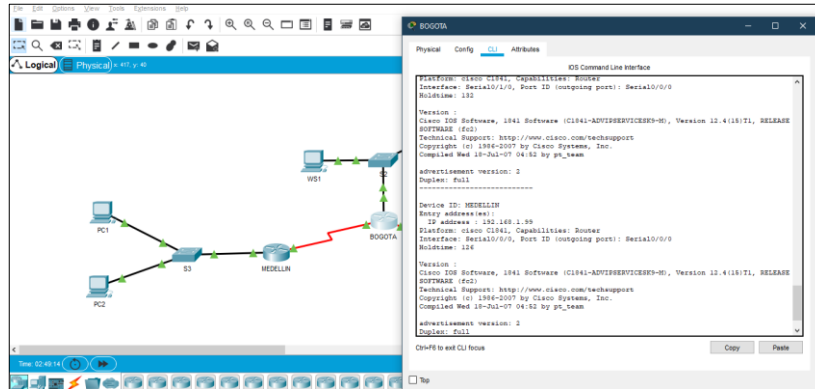 File Edit Options View Tools Extensions Help
Logical
Physical
x: 417, y: 40
WS1
S2
BOGOTA
PC1
S3
MEDELLIN
PC2
Time: 02:49:14
BOGOTA
Physical Config CLI Attributes
IOS Command Line Interface
Platform: cisco C1841, Capabilities: Router
Interface: Serial0/1/0, Port ID (outgoing port): Serial0/0/0
Holdtime: 132
Version :
Cisco IOS Software, 1841 Software (C1841-ADVIPSERVICESK9-M), Version 12.4(15)T1, RELEASE
SOFTWARE (fc2)
Technical Support: http://www.cisco.com/techsupport
Copyright (c) 1986-2007 by Cisco Systems, Inc.
Compiled Wed 18-Jul-07 04:52 by pt_team
advertisement version: 2
Duplex: full
---------------------------
Device ID: MEDELLIN
Entry address(es):
IP address : 192.168.1.99
Platform: cisco C1841, Capabilities: Router
Interface: Serial0/0/0, Port ID (outgoing port): Serial0/0/0
Holdtime: 126
Version :
Cisco IOS Software, 1841 Software (C1841-ADVIPSERVICESK9-M), Version 12.4(15)T1, RELEASE
SOFTWARE (fc2)
Technical Support: http://www.cisco.com/techsupport
Copyright (c) 1986-2007 by Cisco Systems, Inc.
Compiled Wed 18-Jul-07 04:52 by pt_team
advertisement version: 2
Duplex: full
Ctrl+F6 to exit CLI focus
Copy
Paste
Top